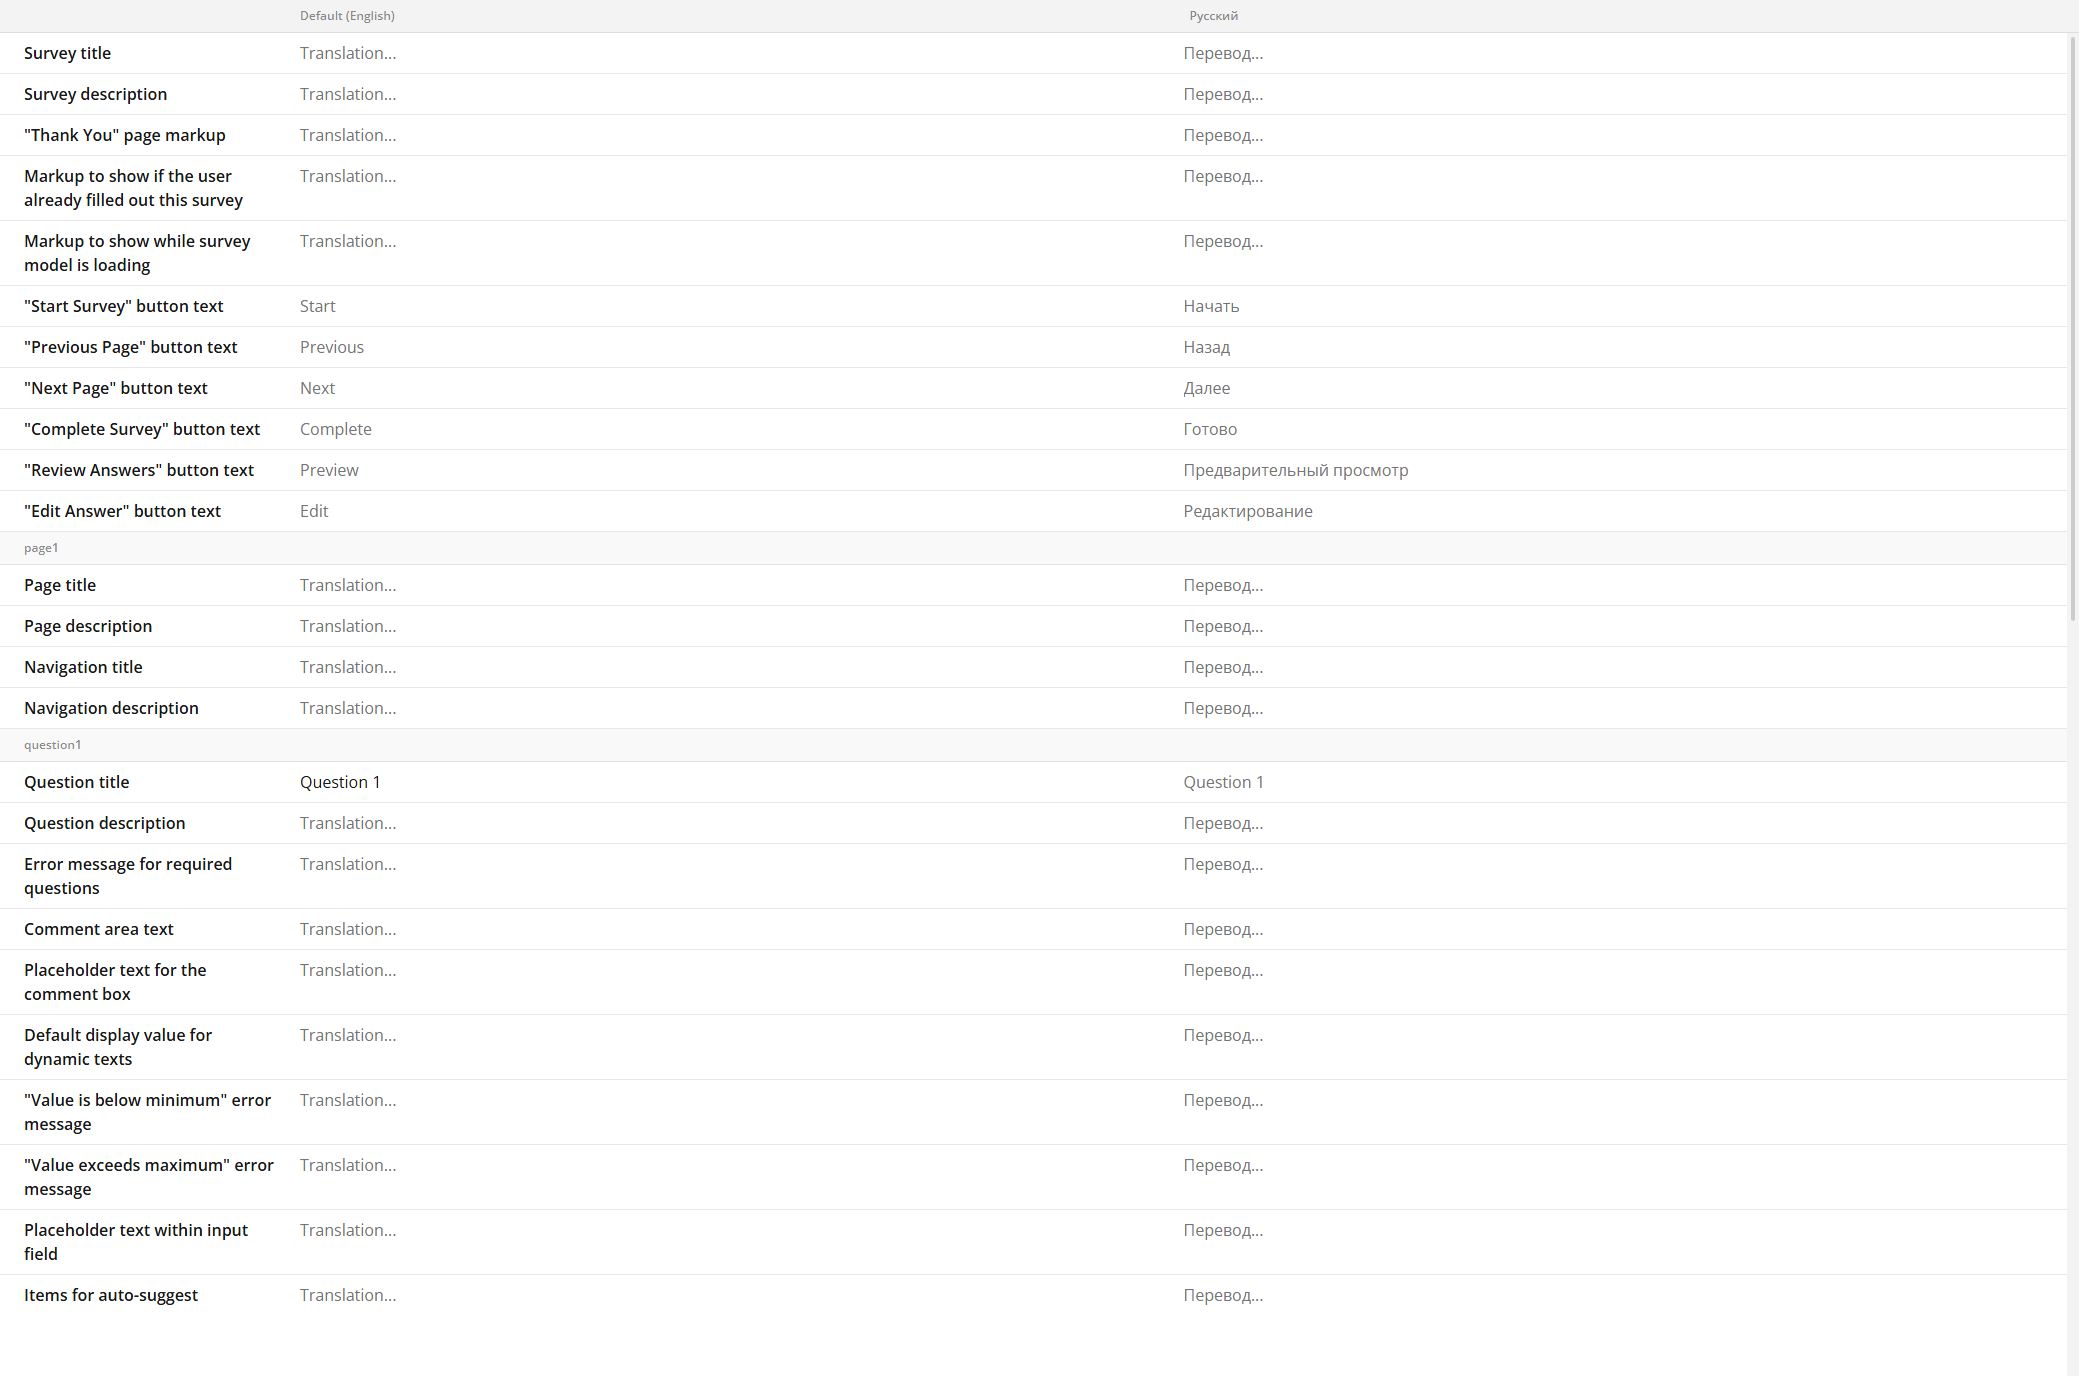 Default (English) Русский
Survey title Translation... Перевод...
Survey description Translation... Перевод...
"Thank You" page markup Translation... Перевод...
Markup to show if the user Translation... Перевод...
already filled out this survey
Markup to show while survey Translation... Перевод...
model is loading
"Start Survey" button text Start Начать
"Previous Page" button text Previous Назад
"Next Page" button text Next Далее
"Complete Survey" button text Complete Готово
"Review Answers" button text Preview Предварительный просмотр
"Edit Answer" button text Edit Редактирование
page1
Page title Translation... Перевод...
Page description Translation... Перевод...
Navigation title Translation... Перевод...
Navigation description Translation... Перевод...
question1
Question title Question 1 Question 1
Question description Translation... Перевод...
Error message for required Translation... Перевод...
questions
Comment area text Translation... Перевод...
Placeholder text for the Translation... Перевод...
comment box
Default display value for Translation... Перевод...
dynamic texts
"Value is below minimum" error Translation... Перевод...
message
"Value exceeds maximum" error Translation... Перевод...
message
Placeholder text within input Translation... Перевод...
field
Items for auto-suggest Translation... Перевод...